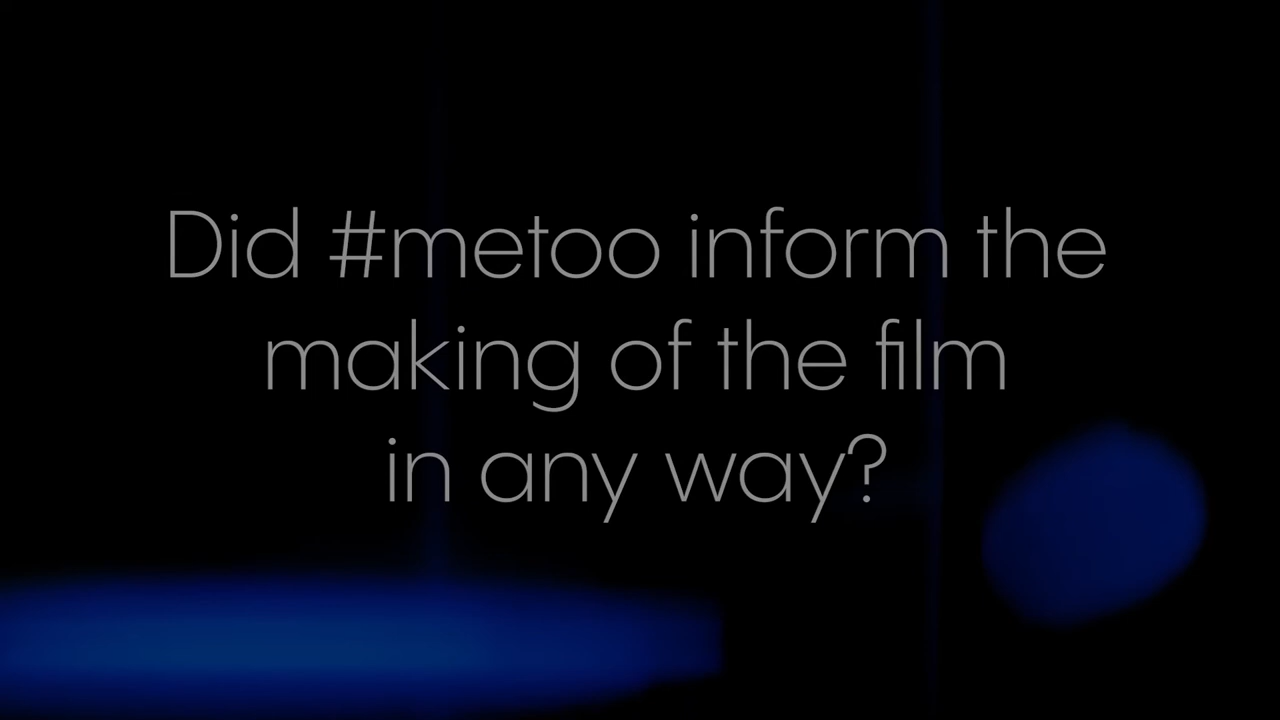 Did #metoo inform the
making of the film
in any way?